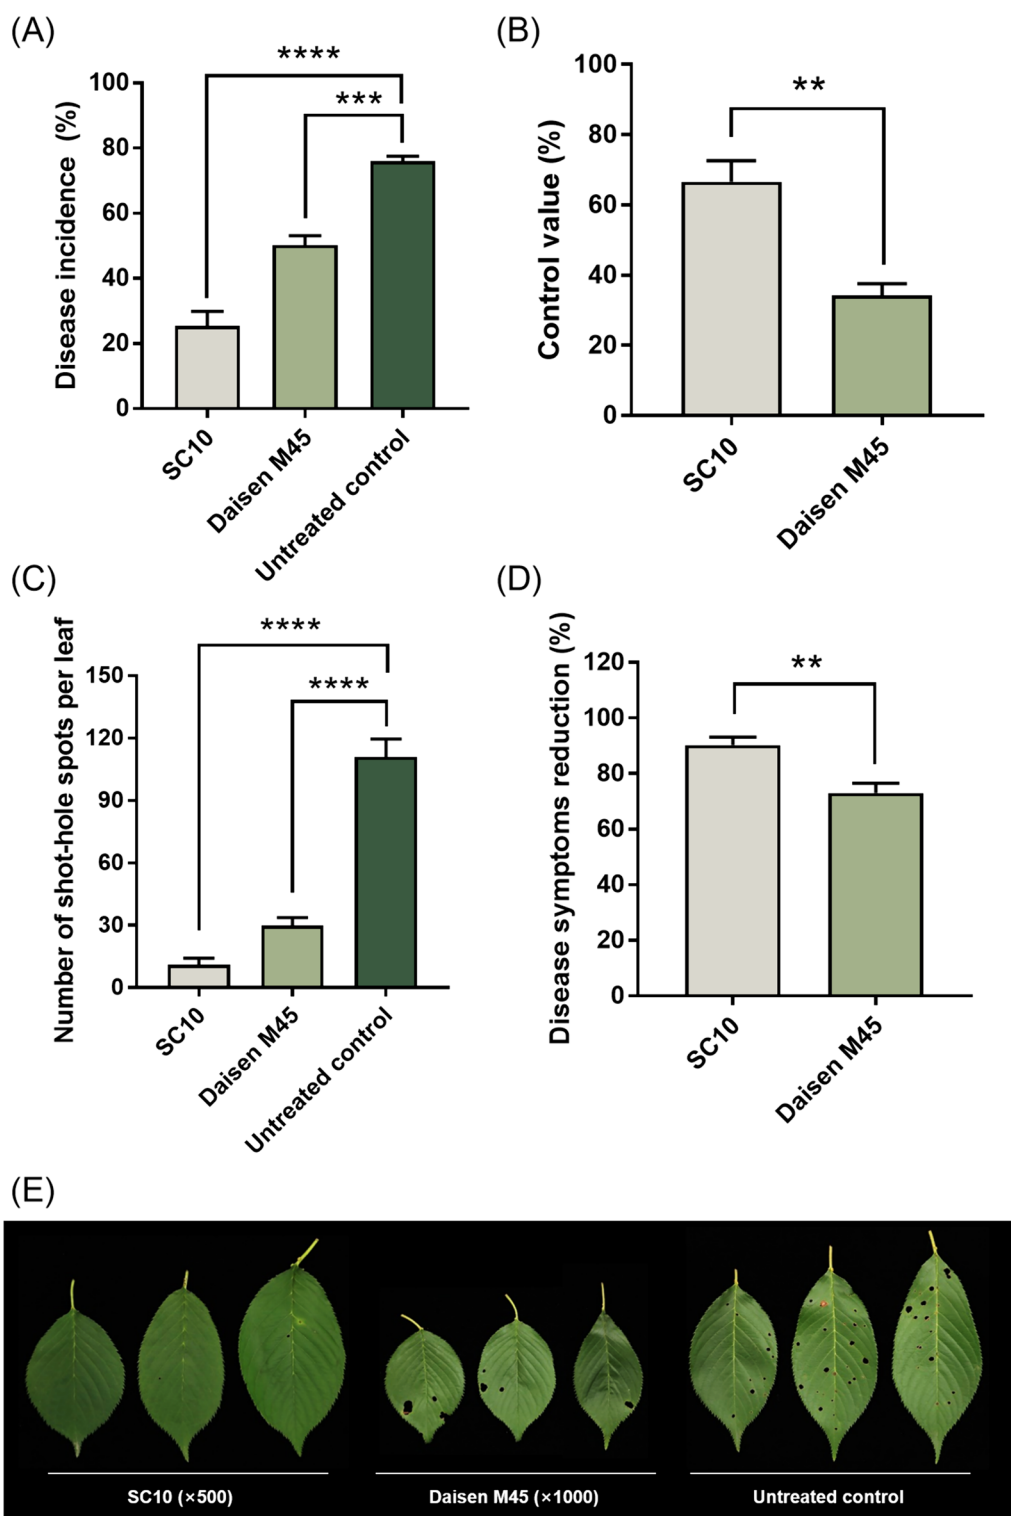 (A)
Disease incidence (%)
100
80
60
40
20
0
****
***
SC10
Daisen M45
Untreated control
(B)
Control value (%)
100
80
60
40
20
0
**
SC10
Daisen M45
(C)
Number of shot-hole spots per leaf
150
120
90
60
30
0
****
****
SC10
Daisen M45
Untreated control
(D)
Disease symptoms reduction (%)
120
100
80
60
40
20
0
**
SC10
Daisen M45
(E)
SC10 (×500)
Daisen M45 (×1000)
Untreated control